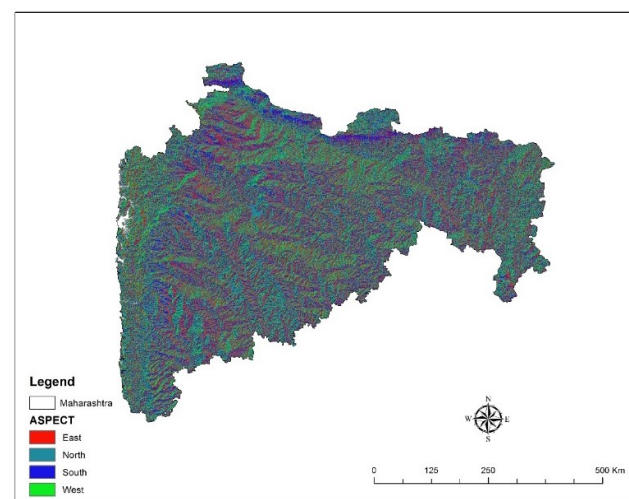 Legend
Maharashtra
ASPECT
East
North
South
West
N
W E
S
0 125 250 500 Km